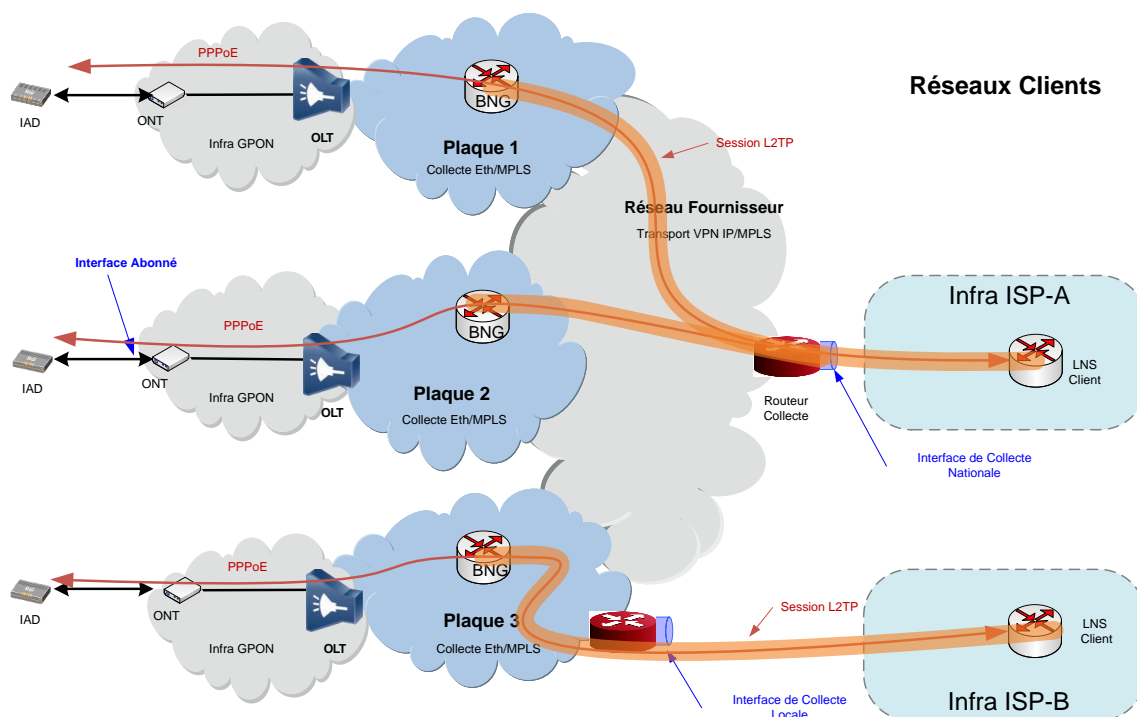 Réseaux Clients
PPPoE
IAD
ONT
OLT
Infra GPON
BNG
Plaque 1
Collecte Eth/MPLS
Session L2TP
Réseau Fournisseur
Transport VPN IP/MPLS
Interface Abonné
PPPoE
IAD
ONT
OLT
Infra GPON
BNG
Plaque 2
Collecte Eth/MPLS
Routeur
Collecte
Infra ISP-A
LNS
Client
Interface de Collecte
Nationale
PPPoE
IAD
ONT
OLT
Infra GPON
BNG
Plaque 3
Collecte Eth/MPLS
Session L2TP
LNS
Client
Interface de Collecte
Locale
Infra ISP-B